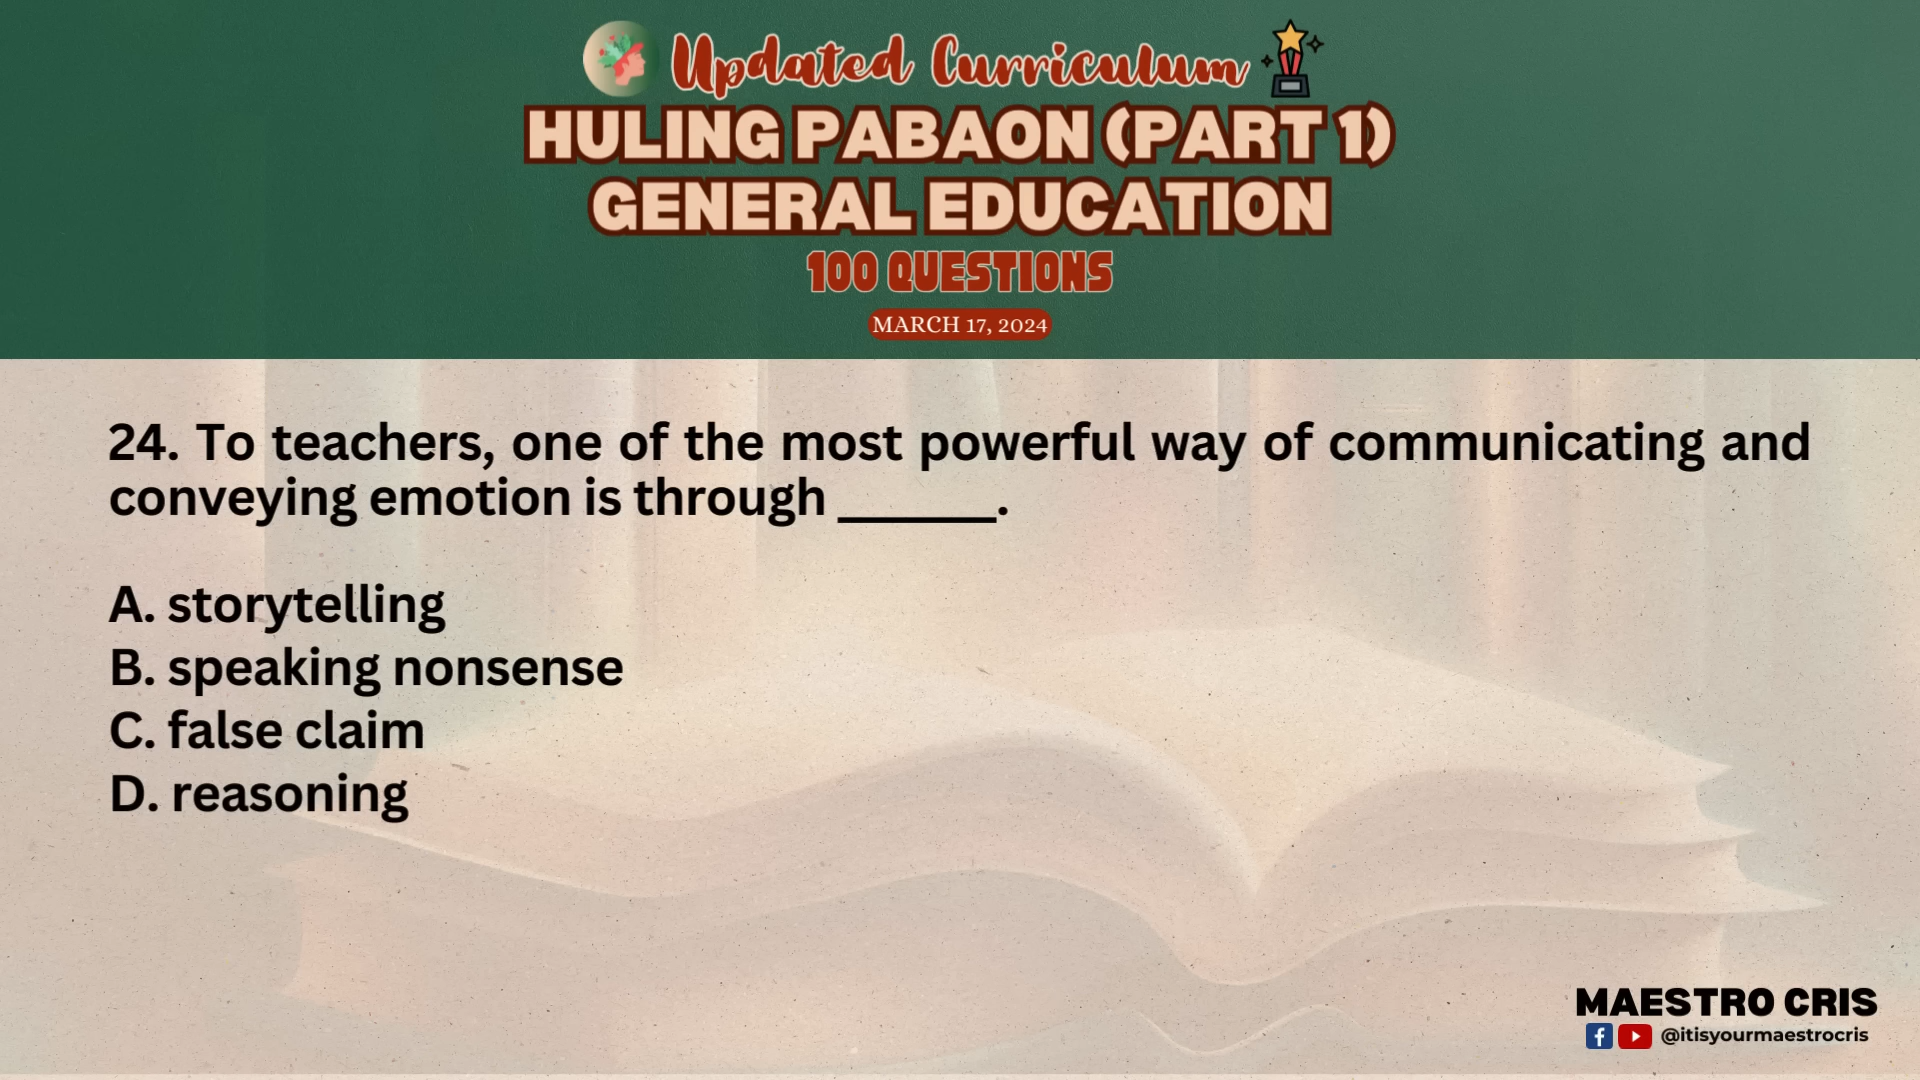 Updated Curriculum
HULING PABAON (PART 1)
GENERAL EDUCATION
100 QUESTIONS
MARCH 17, 2024
24. To teachers, one of the most powerful way of communicating and
conveying emotion is through ______.
A. storytelling
B. speaking nonsense
C. false claim
D. reasoning
MAESTRO CRIS
@itisyourmaestrocris